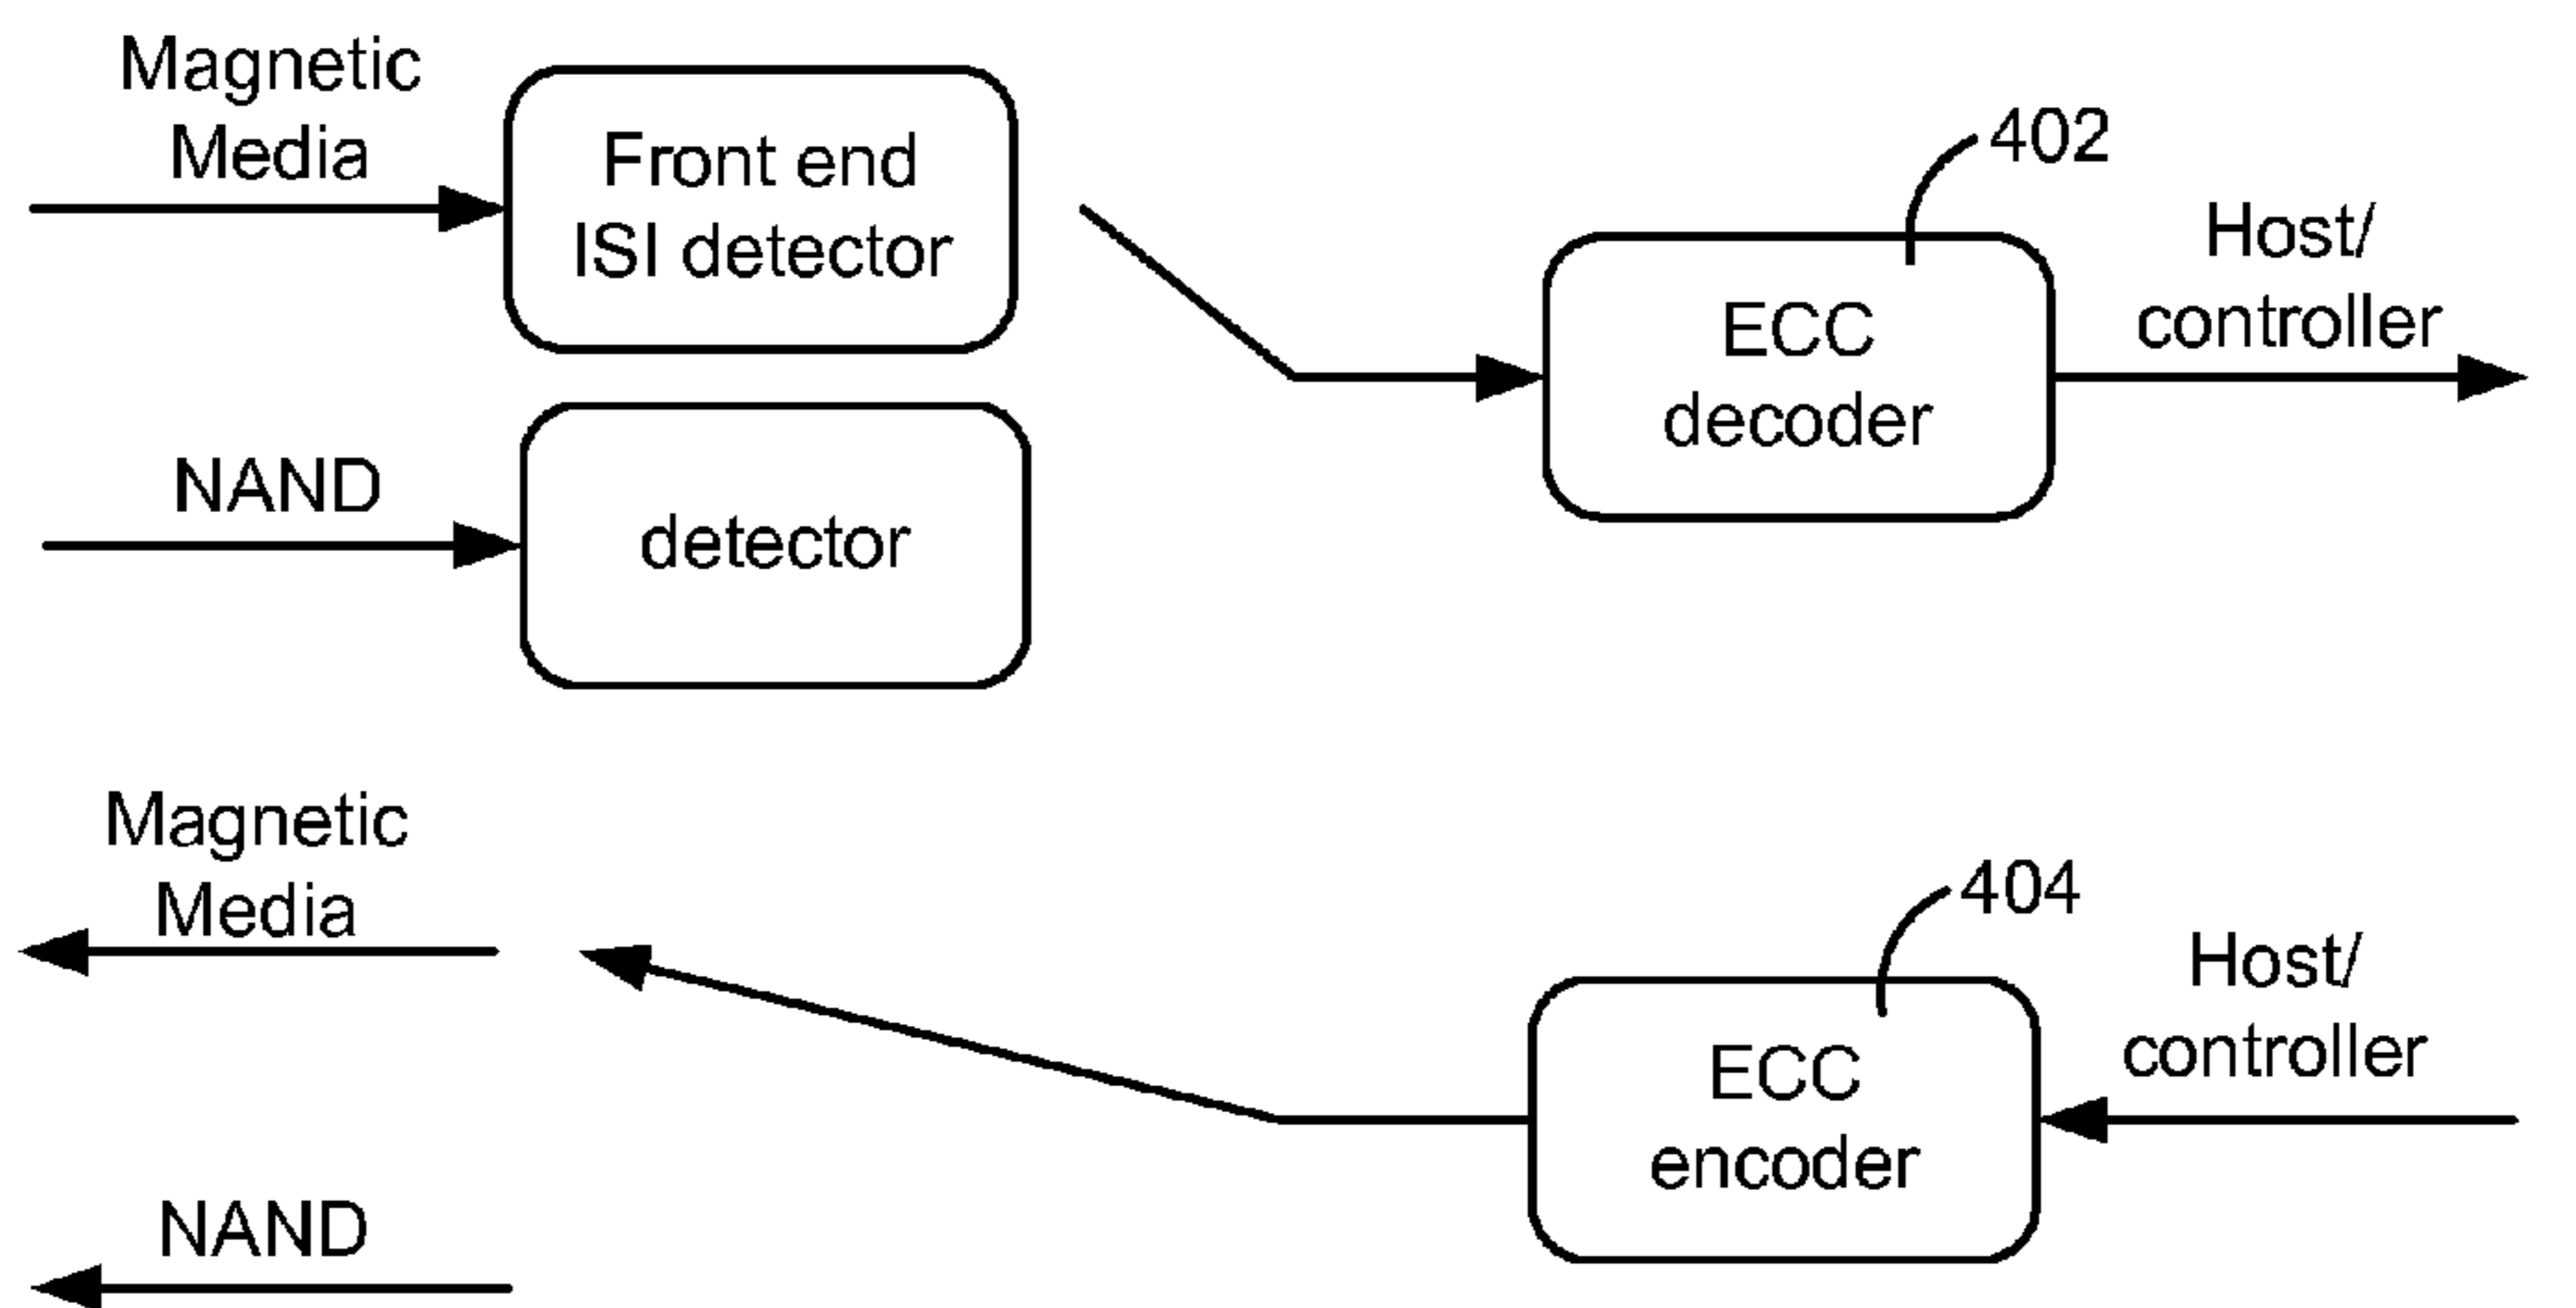 Magnetic
Media
Front end
ISI detector
402
Host/
controller
ECC
decoder
NAND
detector
Magnetic
Media
404
Host/
controller
ECC
encoder
NAND